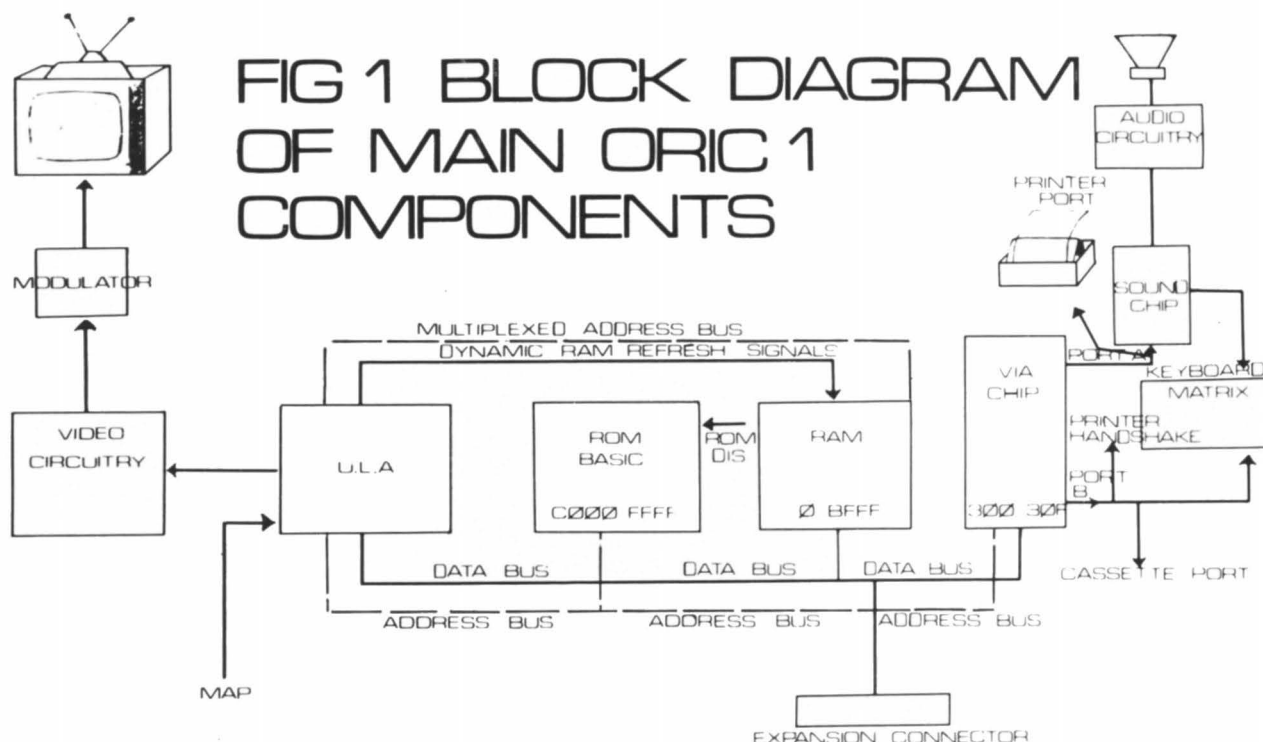 FIG 1 BLOCK DIAGRAM
OF MAIN ORIC 1
COMPONENTS
AUDIO
CIRCUITRY
PRINTER
PORT
MODULATOR
SOUND
CHIP
MULTIPLEXED ADDRESS BUS
DYNAMIC RAM REFRESH SIGNALS
PORT A
VIA
CHIP
KEYBOARD
MATRIX
VIDEO
CIRCUITRY
U.L.A
ROM
BASIC
ROM
DIS
RAM
PRINTER
HANDSHAKE
PORT
B
CØØØ FFFF
Ø BFFF
3ØØ 3ØF
DATA BUS
DATA BUS
DATA BUS
CASSETTE PORT
ADDRESS BUS
ADDRESS BUS
ADDRESS BUS
MAP
EXPANSION CONNECTOR